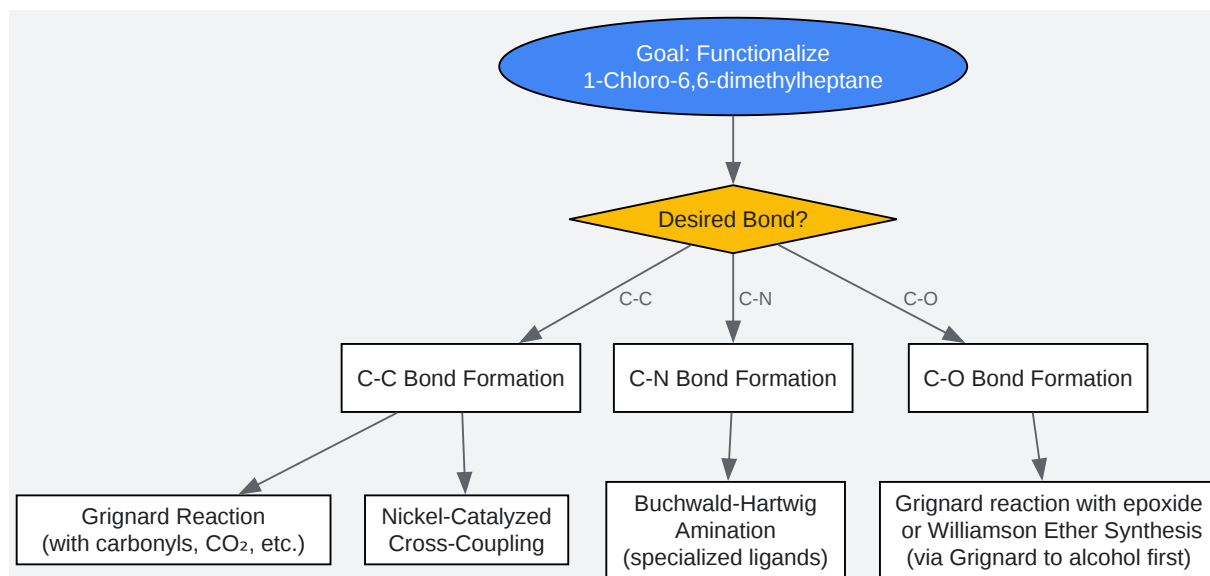 Goal: Functionalize
1-Chloro-6,6-dimethylheptane
Desired Bond?
C-C
C-N
C-O
C-C Bond Formation
C-N Bond Formation
C-O Bond Formation
Grignard Reaction
(with carbonyls, CO₂, etc.)
Nickel-Catalyzed
Cross-Coupling
Buchwald-Hartwig
Amination
(specialized ligands)
Grignard reaction with epoxide
or Williamson Ether Synthesis
(via Grignard to alcohol first)